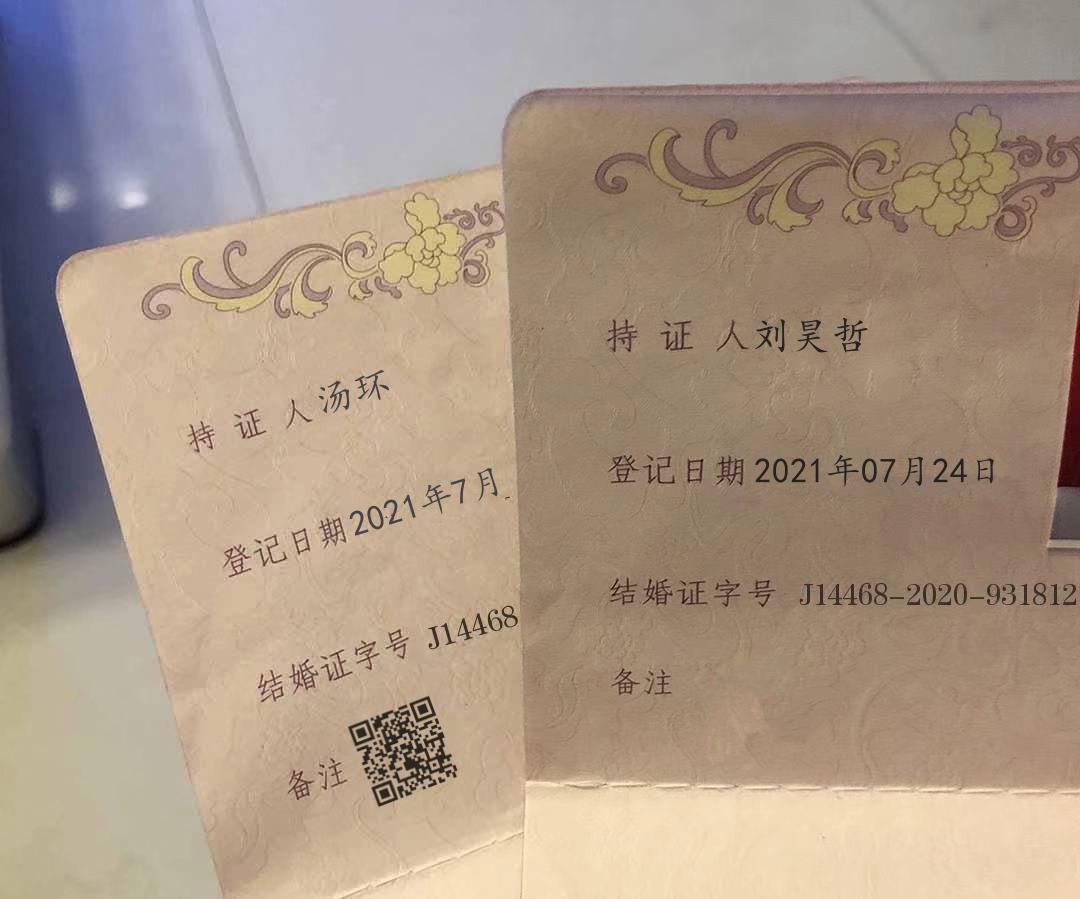 持证人汤环
登记日期2021年7月
结婚证字号 J14468
备注
持证人刘昊哲
登记日期2021年07月24日
结婚证字号 J14468-2020-931812
备注